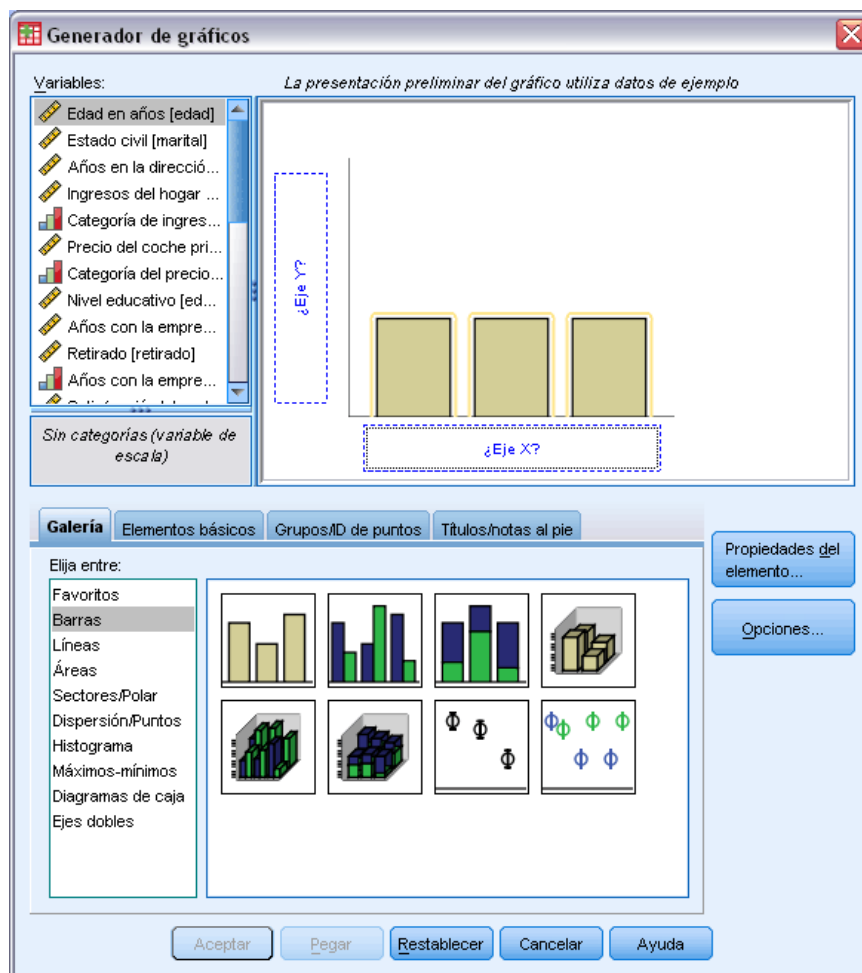 Generador de gráficos
Variables:
La presentación preliminar del gráfico utiliza datos de ejemplo
Edad en años [edad]
Estado civil [marital]
Años en la direcció...
Ingresos del hogar ...
Categoría de ingres...
Precio del coche pri...
Categoría del precio...
Nivel educativo [ed...
Años con la empre...
Retirado [retirado]
Años con la empre...
Sin categorías (variable de
escala)
¿Eje Y?
¿Eje X?
Galería
Elementos básicos
Grupos/ID de puntos
Títulos/notas al pie
Elija entre:
Favoritos
Barras
Líneas
Áreas
Sectores/Polar
Dispersión/Puntos
Histograma
Máximos-mínimos
Diagramas de caja
Ejes dobles
Propiedades del
elemento...
Opciones...
Aceptar
Pegar
Restablecer
Cancelar
Ayuda